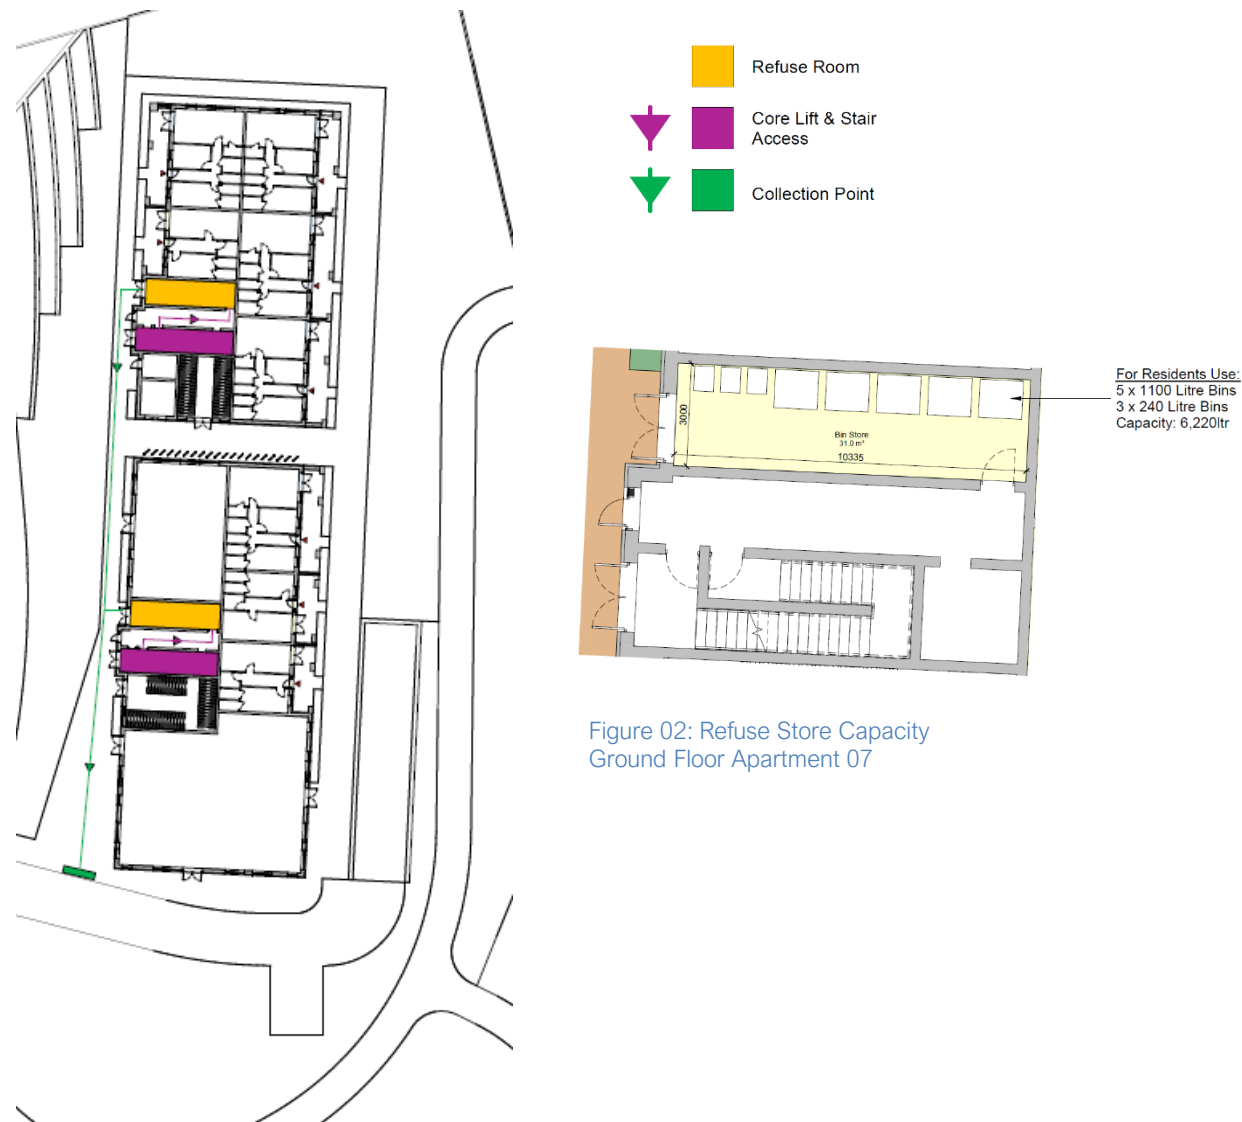 Refuse Room
Core Lift & Stair
Access
Collection Point
For Residents Use:
5 x 1100 Litre Bins
3 x 240 Litre Bins
Capacity: 6,220ltr
3000
Bin Store
31.0 m²
10335
Figure 02: Refuse Store Capacity
Ground Floor Apartment 07